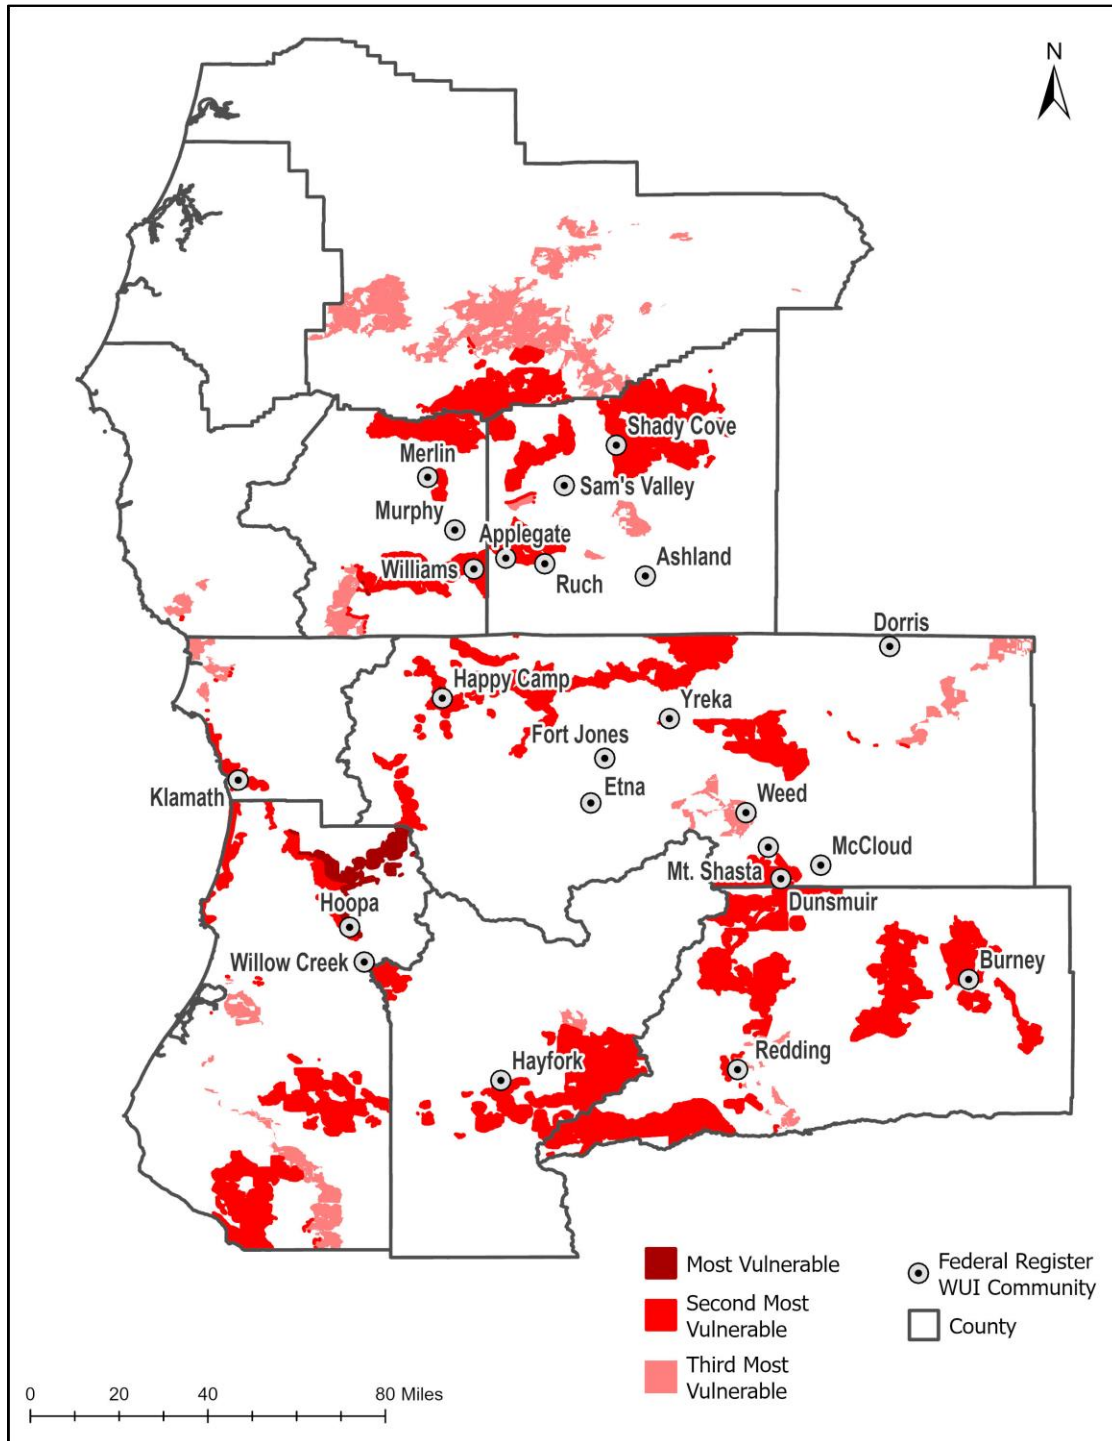 N
Shady Cove
Merlin
Sam's Valley
Murphy
Applegate
Williams
Ruch
Ashland
Dorris
Happy Camp
Yreka
Fort Jones
Etna
Weed
Klamath
McCloud
Mt. Shasta
Dunsmuir
Hoopa
Willow Creek
Burney
Redding
Hayfork
Most Vulnerable
Second Most
Vulnerable
Third Most
Vulnerable
Federal Register
WUI Community
County
0 20 40 80 Miles